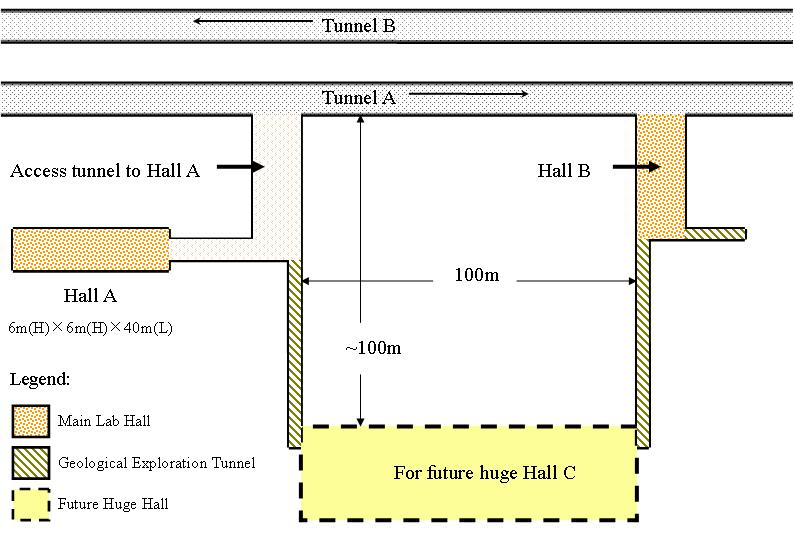 Tunnel B
Tunnel A
Access tunnel to Hall A
Hall B
100m
Hall A
6m(H)×6m(H)×40m(L)
~100m
Legend:
Main Lab Hall
Geological Exploration Tunnel
For future huge Hall C
Future Huge Hall